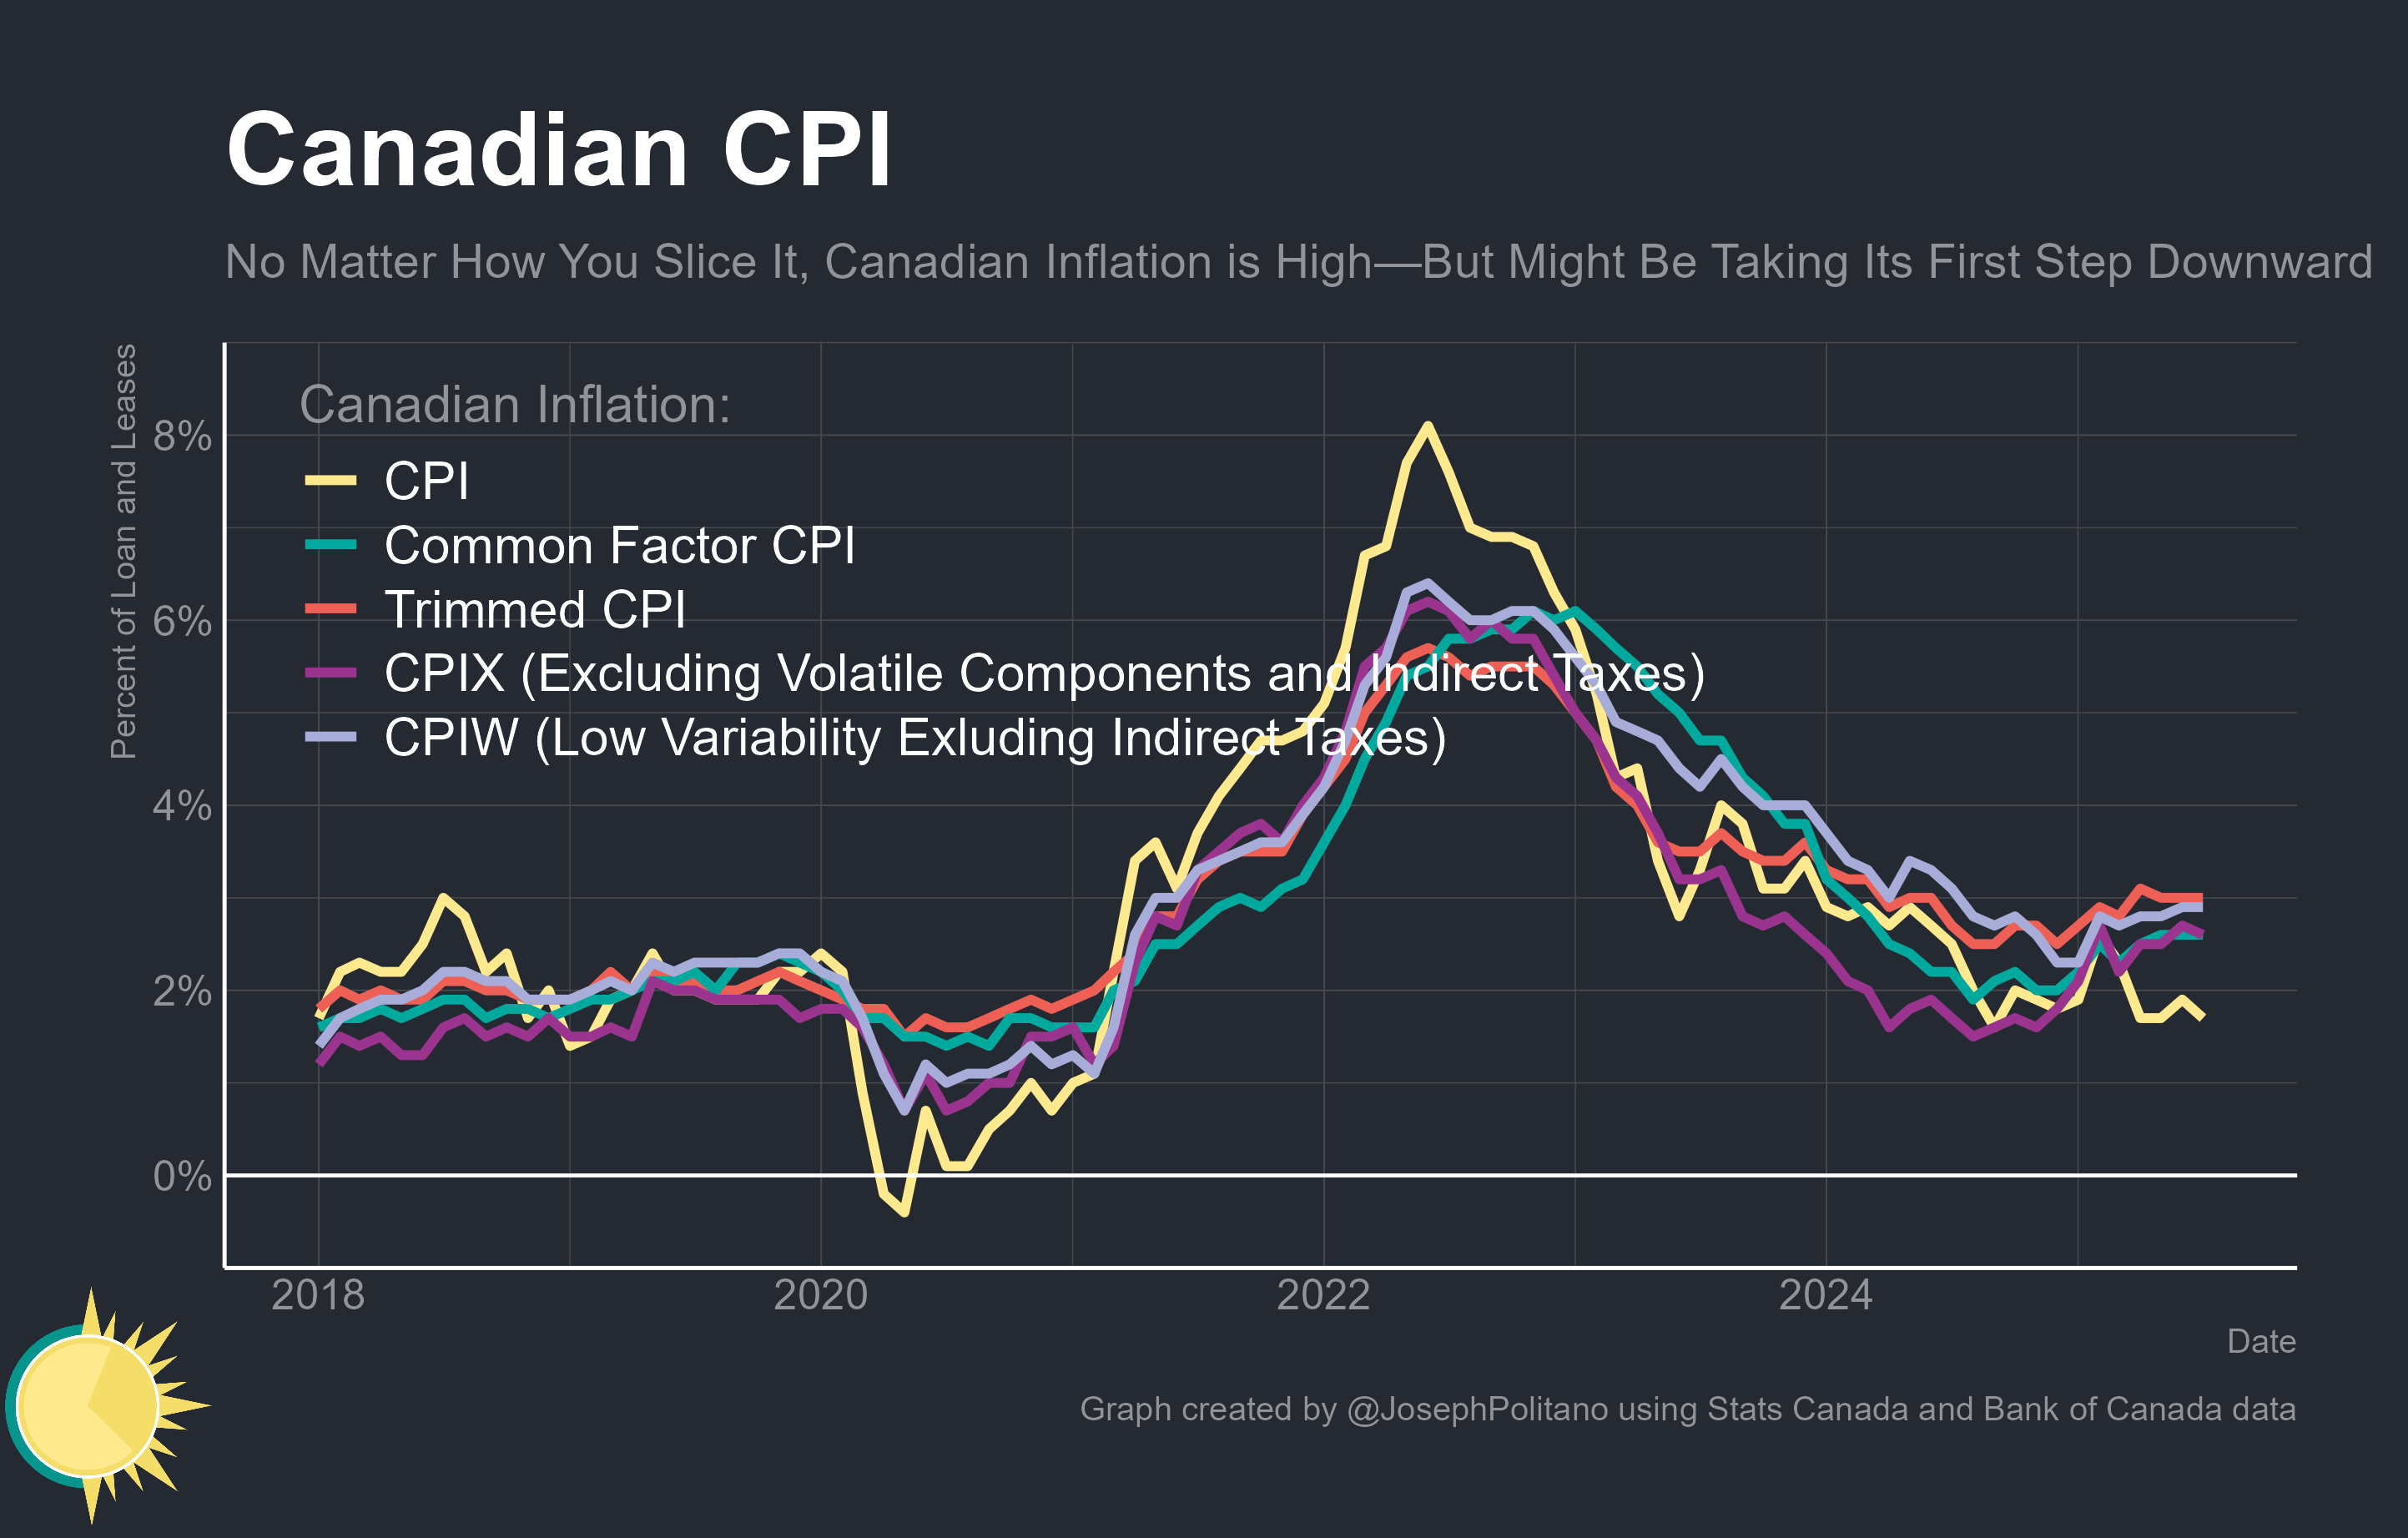 Canadian CPI
No Matter How You Slice It, Canadian Inflation is High—But Might Be Taking Its First Step Downward
Percent of Loan and Leases
Canadian Inflation:
CPI
Common Factor CPI
Trimmed CPI
CPIX (Excluding Volatile Components and Indirect Taxes)
CPIW (Low Variability Exluding Indirect Taxes)
8%
6%
4%
2%
0%
2018
2020
2022
2024
Date
Graph created by @JosephPolitano using Stats Canada and Bank of Canada data